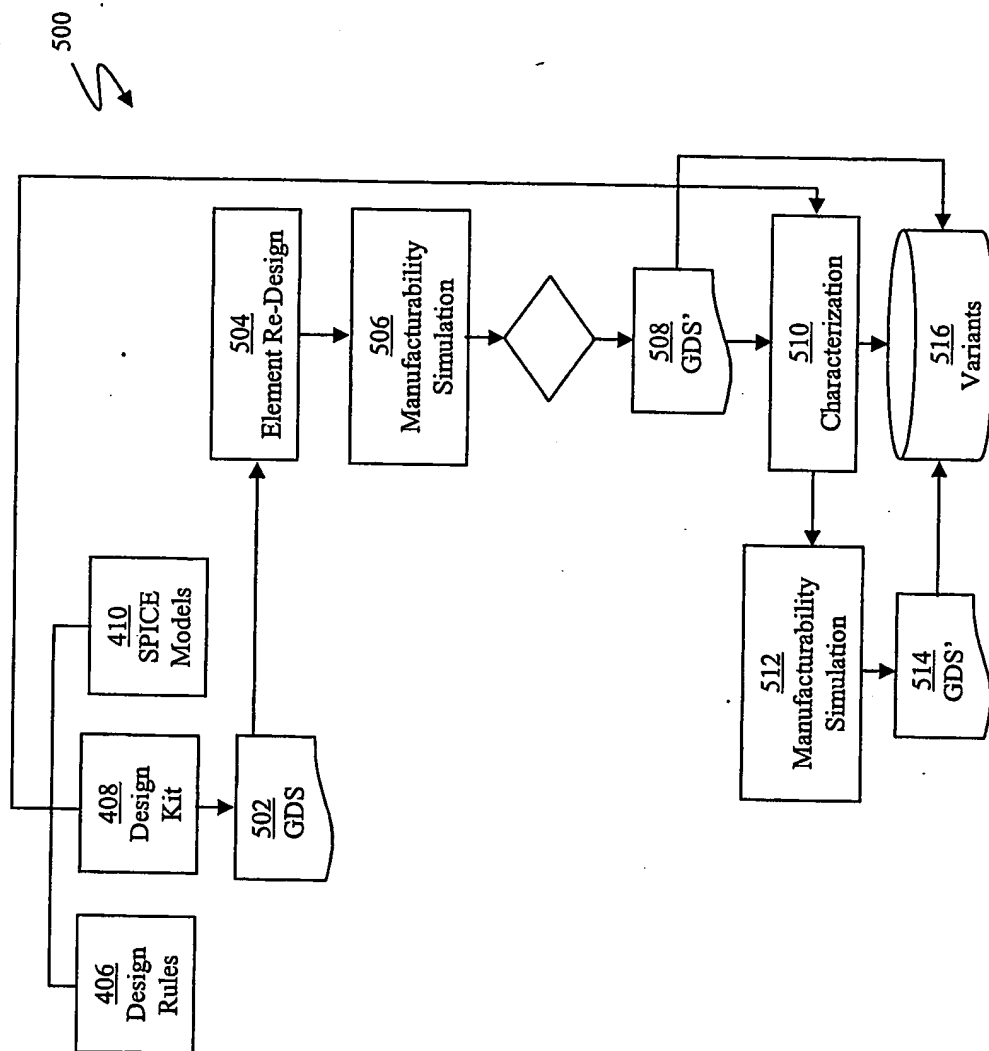 500
406
Design
Rules
408
Design
Kit
410
SPICE
Models
502
GDS
504
Element Re-Design
506
Manufacturability
Simulation
508
GDS'
510
Characterization
512
Manufacturability
Simulation
514
GDS'
516
Variants